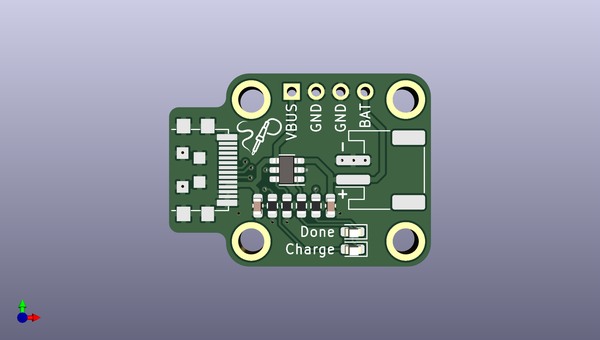 VBUS
GND
GND
BAT
-
+
Done
Charge